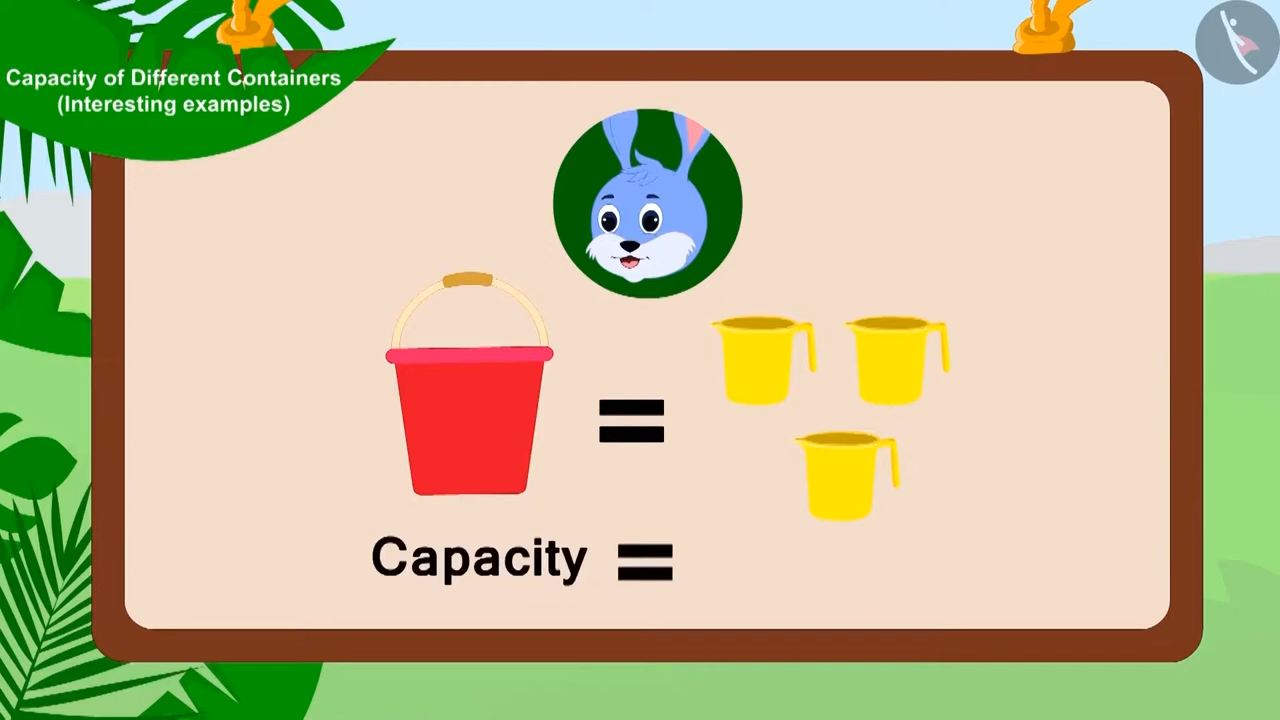 Capacity of Different Containers
(Interesting examples)
=
Capacity =